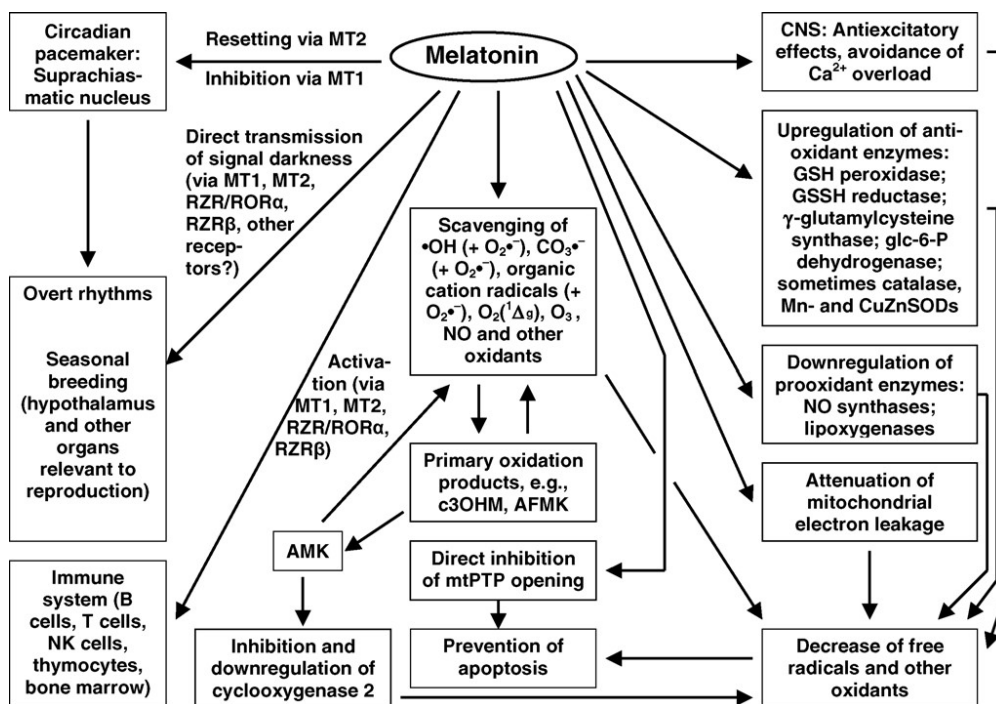 Circadian
pacemaker:
Suprachias-
matic nucleus
Resetting via MT2
Inhibition via MT1
Melatonin
CNS: Antiexcitatory
effects, avoidance of
Ca²⁺ overload
Direct transmission
of signal darkness
(via MT1, MT2,
RZR/RORα,
RZRβ, other
recep-
tors?)
Upregulation of anti-
oxidant enzymes:
GSH peroxidase;
GSSH reductase;
γ-glutamylcysteine
synthase; glc-6-P
dehydrogenase;
sometimes catalase,
Mn- and CuZnSODs
Scavenging of
•OH (+ O₂•⁻), CO₃•⁻
(+ O₂•⁻), organic
cation radicals (+
O₂•⁻), O₂(¹Δg), O₃ ,
NO and other
oxidants
Overt rhythms
Seasonal
breeding
(hypothalamus
and other
organs
relevant to
reproduction)
Activa-
tion (via
MT1, MT2,
RZR/RORα,
RZRβ)
Downregulation of
prooxidant enzymes:
NO synthases;
lipoxygenases
Primary oxidation
products, e.g.,
c3OHM, AFMK
Attenuation of
mitochondrial
electron leakage
AMK
Direct inhibition
of mtPTP opening
Immune
system (B
cells, T cells,
NK cells,
thymocytes,
bone marrow)
Inhibition and
downregulation of
cyclooxygenase 2
Prevention of
apoptosis
Decrease of free
radicals and other
oxidants